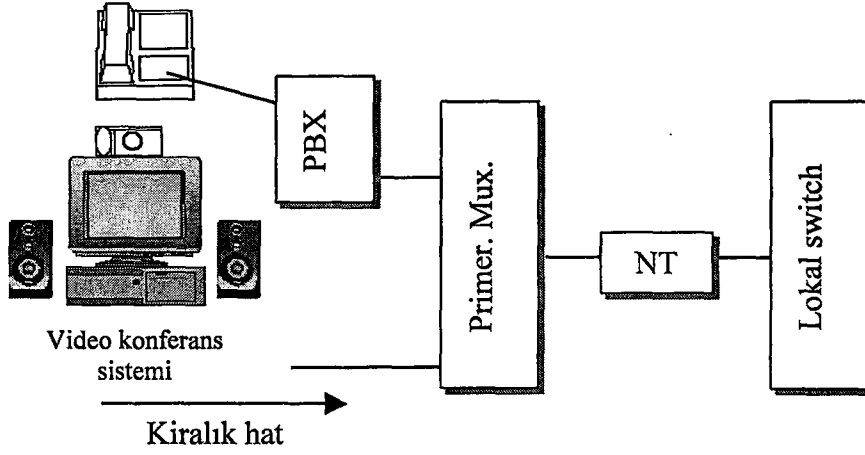 PBX
Primer. Mux.
NT
Lokal switch
Video konferans
sistemi
Kiralık hat